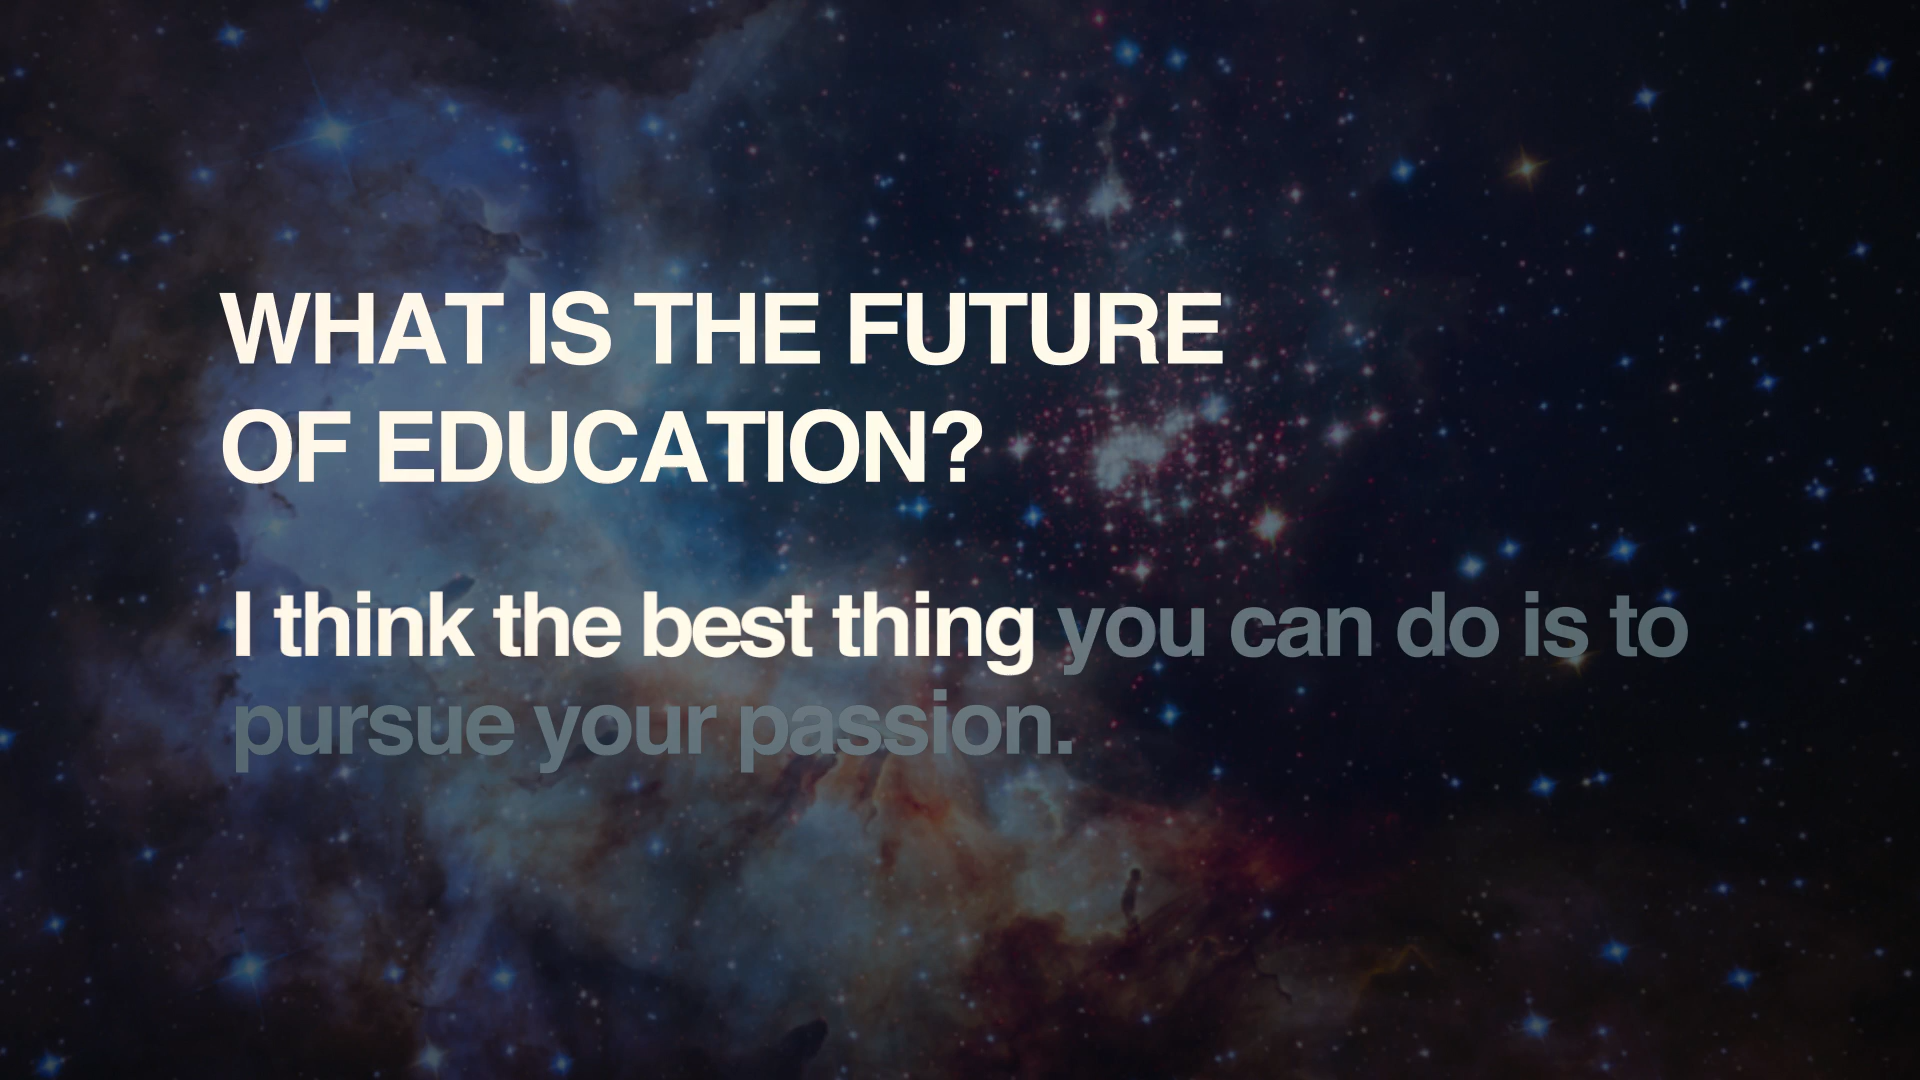 WHAT IS THE FUTURE
OF EDUCATION?
I think the best thing you can do is to
pursue your passion.